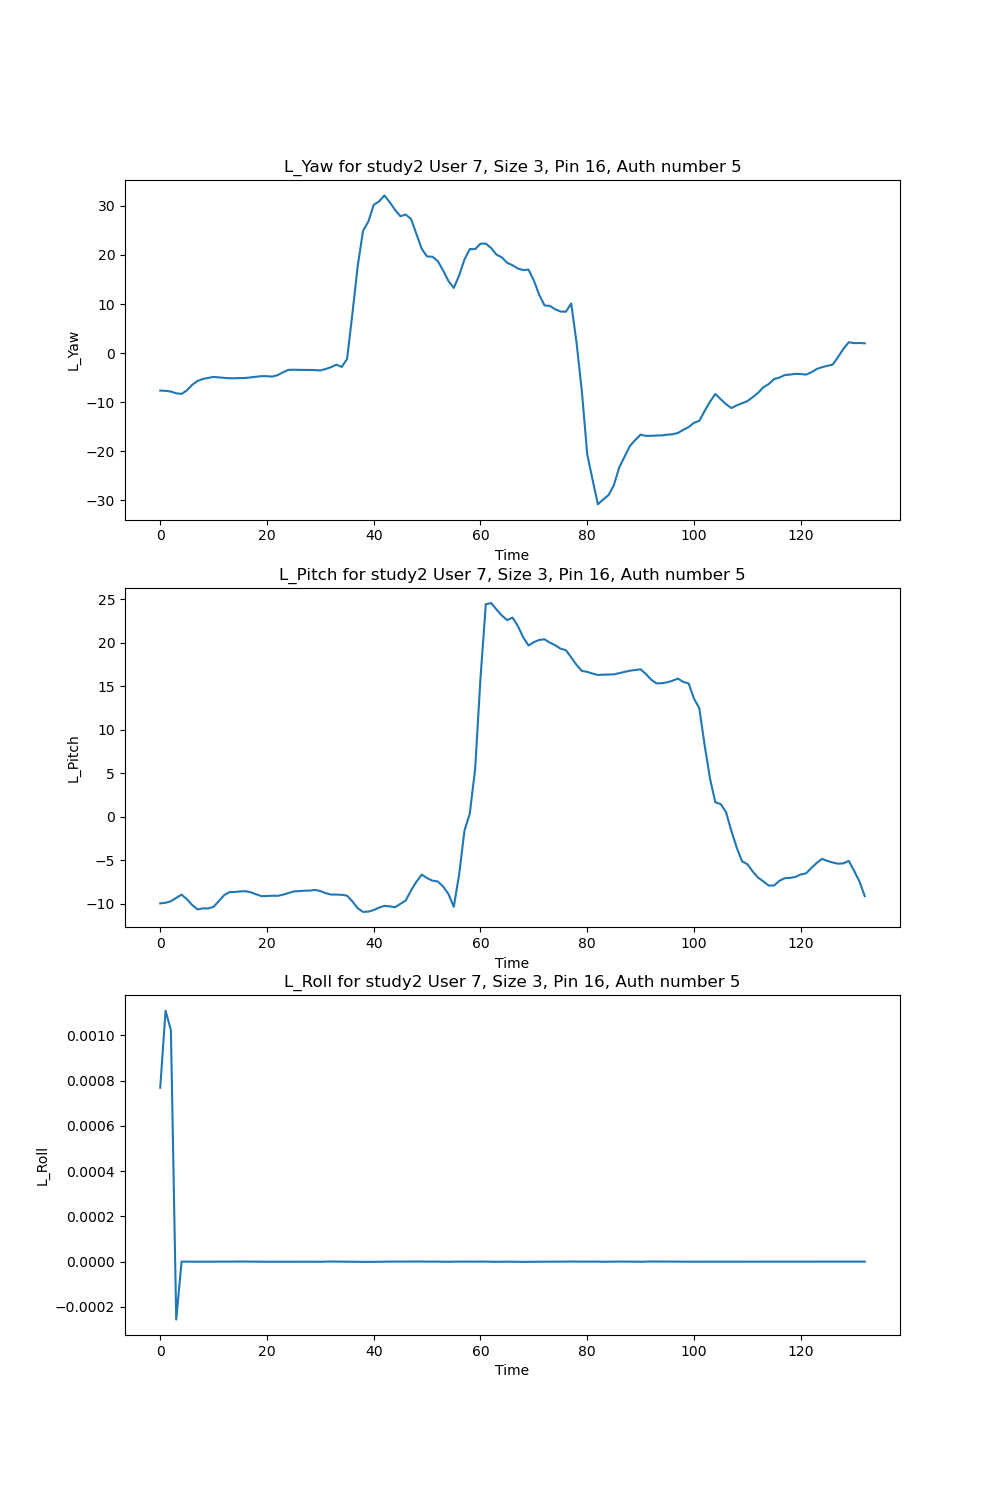 L_Yaw for study2 User 7, Size 3, Pin 16, Auth number 5
30
20
10
0
−10
−20
−30
L_Yaw
0 20 40 60 80 100 120
Time
L_Pitch for study2 User 7, Size 3, Pin 16, Auth number 5
25
20
15
10
5
0
−5
−10
L_Pitch
0 20 40 60 80 100 120
Time
L_Roll for study2 User 7, Size 3, Pin 16, Auth number 5
0.0010
0.0008
0.0006
0.0004
0.0002
0.0000
−0.0002
L_Roll
0 20 40 60 80 100 120
Time